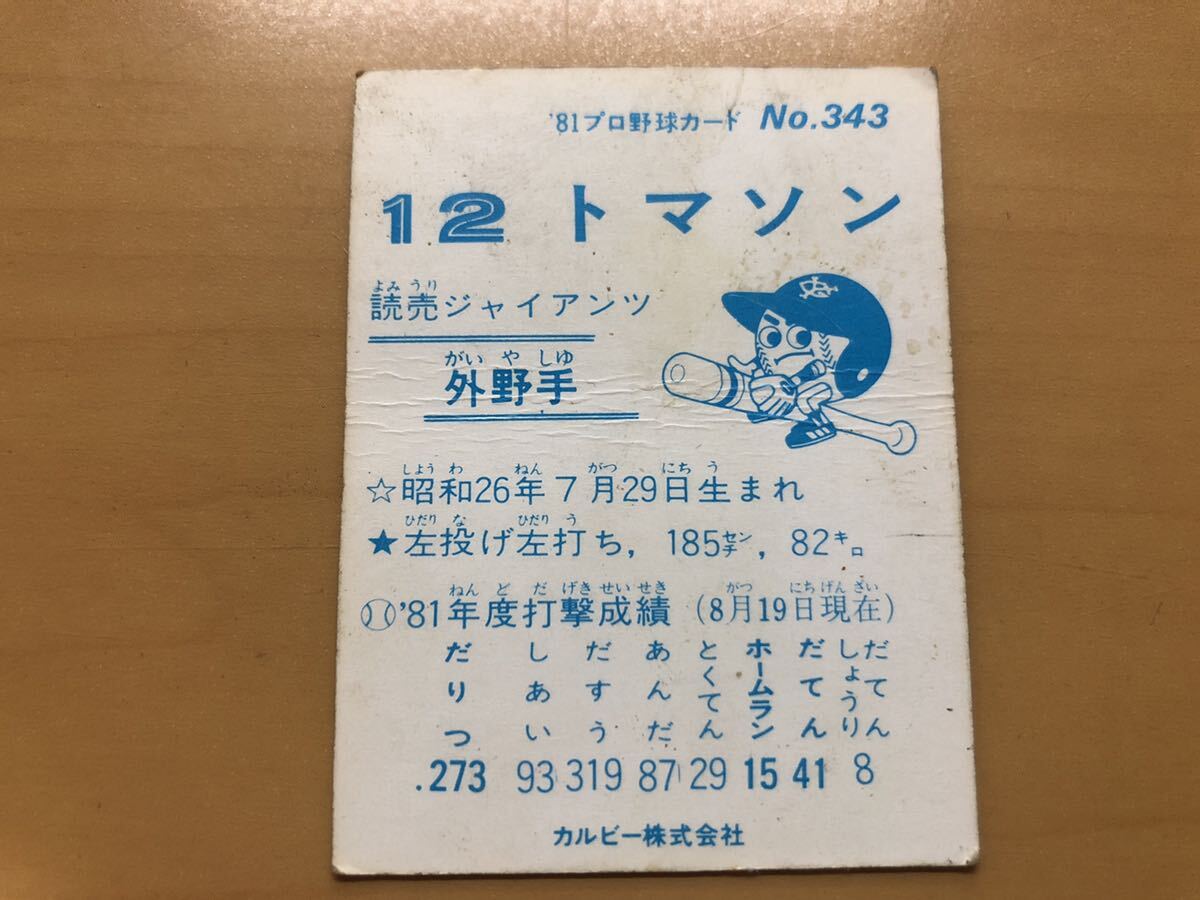 '81プロ野球カード No.343
12 トマソン
よみうり
読売ジャイアンツ
がいやしゆ
外野手
しようわ ねん がつ にちう
☆昭和26年7月29日生まれ
ひだりな ひだりう
★左投げ左打ち，185センチ，82キロ
ねんどだげきせいせき がつ にちげんざい
'81年度打撃成績（8月19日現在）
だりつ しあい だすう あんだ とくてん ホームラン だてん しょうりだてん
.273 93 319 87 29 15 41 8
カルビー株式会社